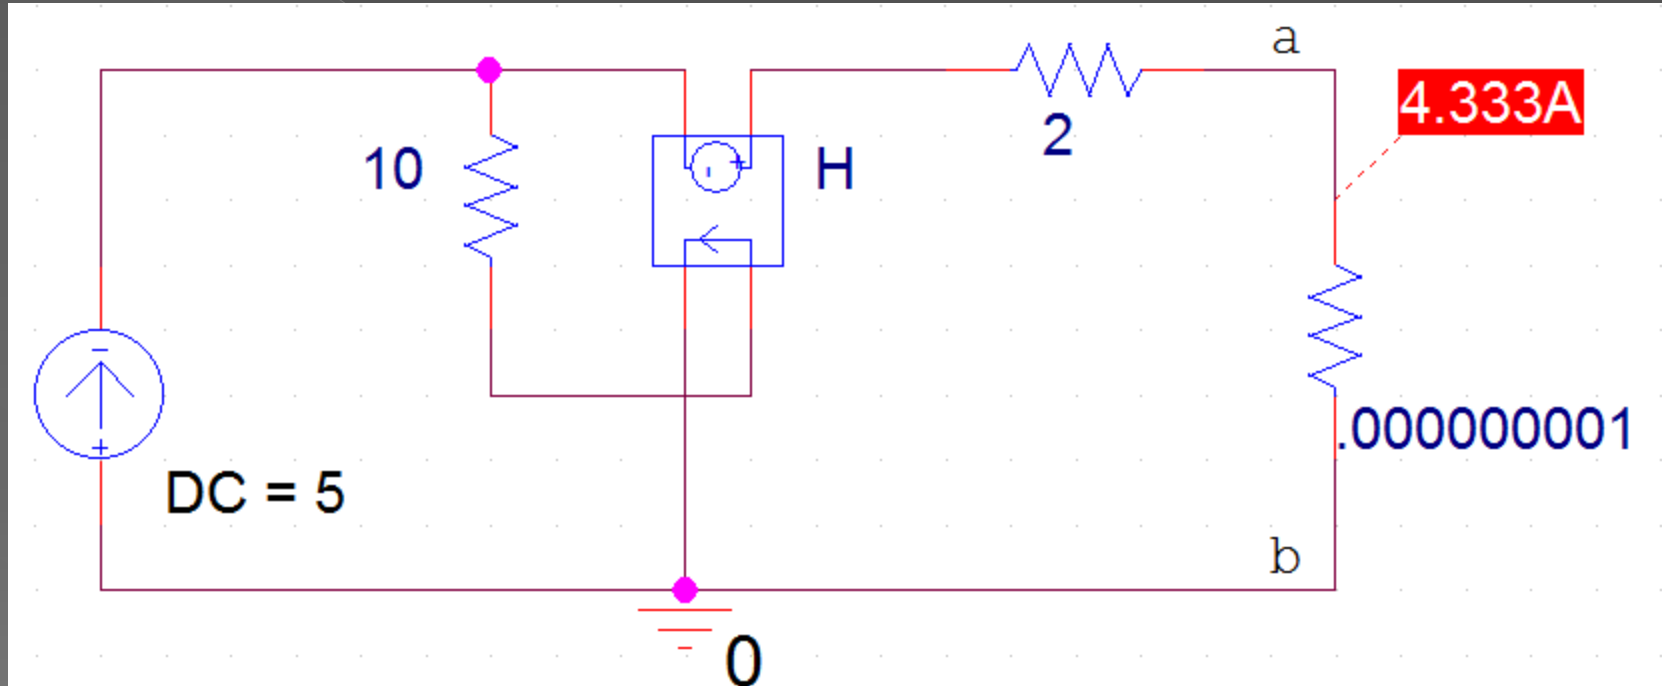 a
4.333A
10
H
2
-
+
-
+
.000000001
DC = 5
b
0